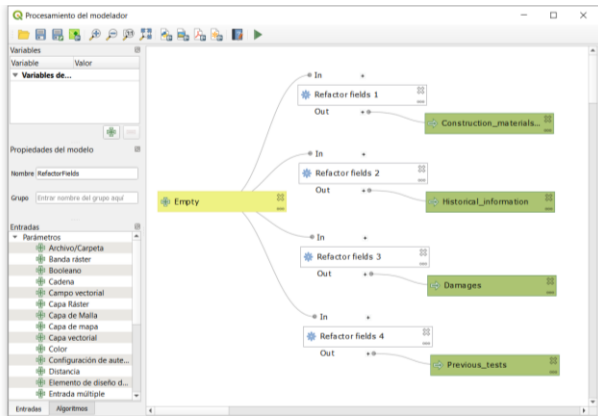 Procesamiento del modelador
Variables
Variable Valor
Variables de...
Propiedades del modelo
Nombre RefactorFields
Grupo Entrar nombre del grupo aquí
Entradas
Parámetros
Archivo/Carpeta
Banda ráster
Booleano
Cadena
Campo vectorial
Capa Ráster
Capa de Malla
Capa de mapa
Capa vectorial
Color
Configuración de aute...
Distancia
Elemento de diseño d...
Entrada múltiple
Entradas Algoritmos
Empty
In +
Refactor fields 1
Out +
Construction_materials...
In +
Refactor fields 2
Out +
Historical_information
In +
Refactor fields 3
Out +
Damages
In +
Refactor fields 4
Out +
Previous_tests